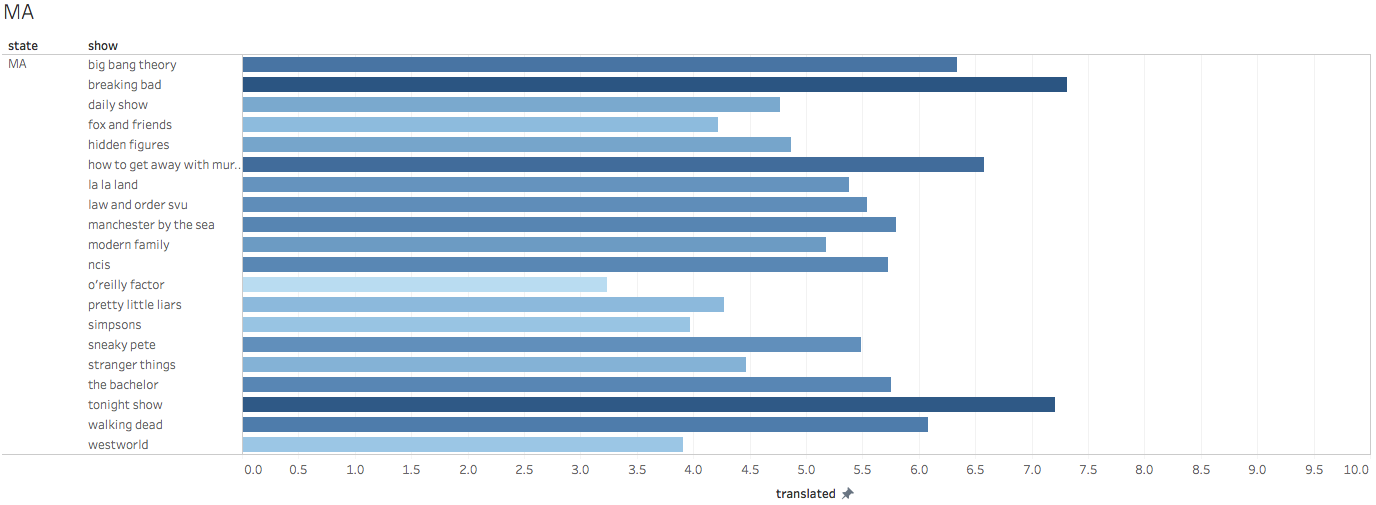 MA
state show
MA big bang theory
breaking bad
daily show
fox and friends
hidden figures
how to get away with mur..
la la land
law and order svu
manchester by the sea
modern family
ncis
o'reilly factor
pretty little liars
simpsons
sneaky pete
stranger things
the bachelor
tonight show
walking dead
westworld
0.0 0.5 1.0 1.5 2.0 2.5 3.0 3.5 4.0 4.5 5.0 5.5 6.0 6.5 7.0 7.5 8.0 8.5 9.0 9.5 10.0
translated